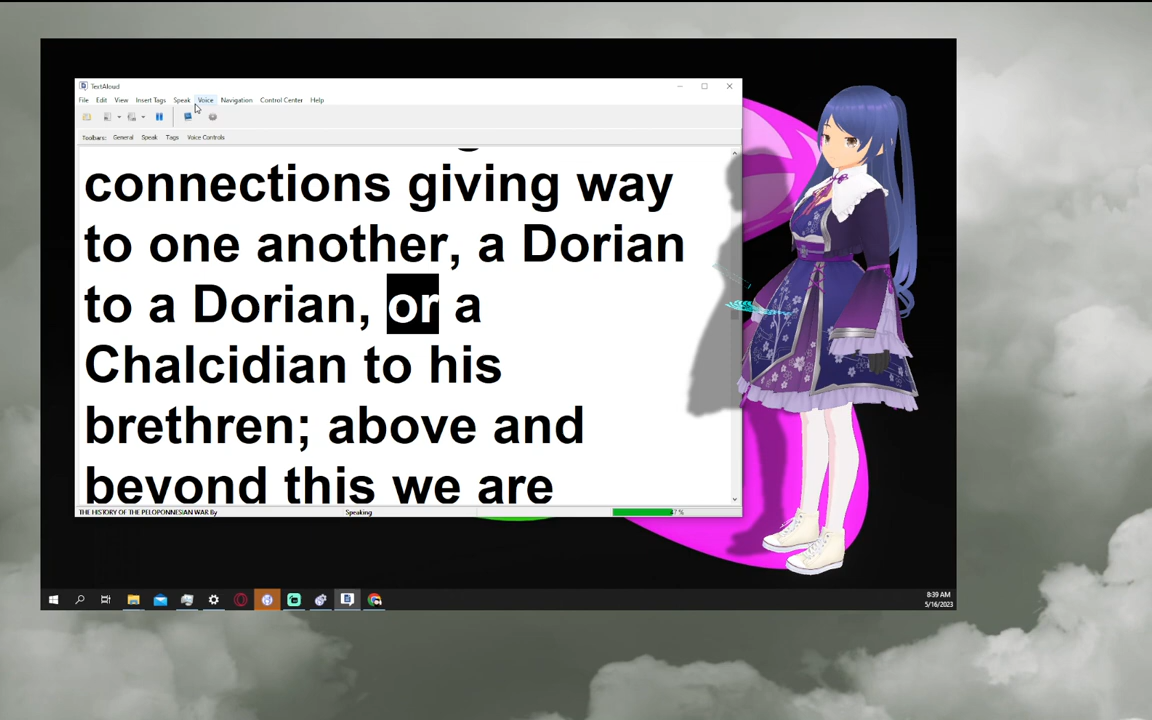 TextAloud
File Edit View Insert Tags Speak Voice Navigation Control Center Help
Toolbars: General Speak Tags Voice Controls
connections giving way
to one another, a Dorian
to a Dorian, or a
Chalcidian to his
brethren; above and
beyond this we are
THE HISTORY OF THE PELOPONNESIAN WAR By Speaking 47 %
8:39 AM
5/16/2023